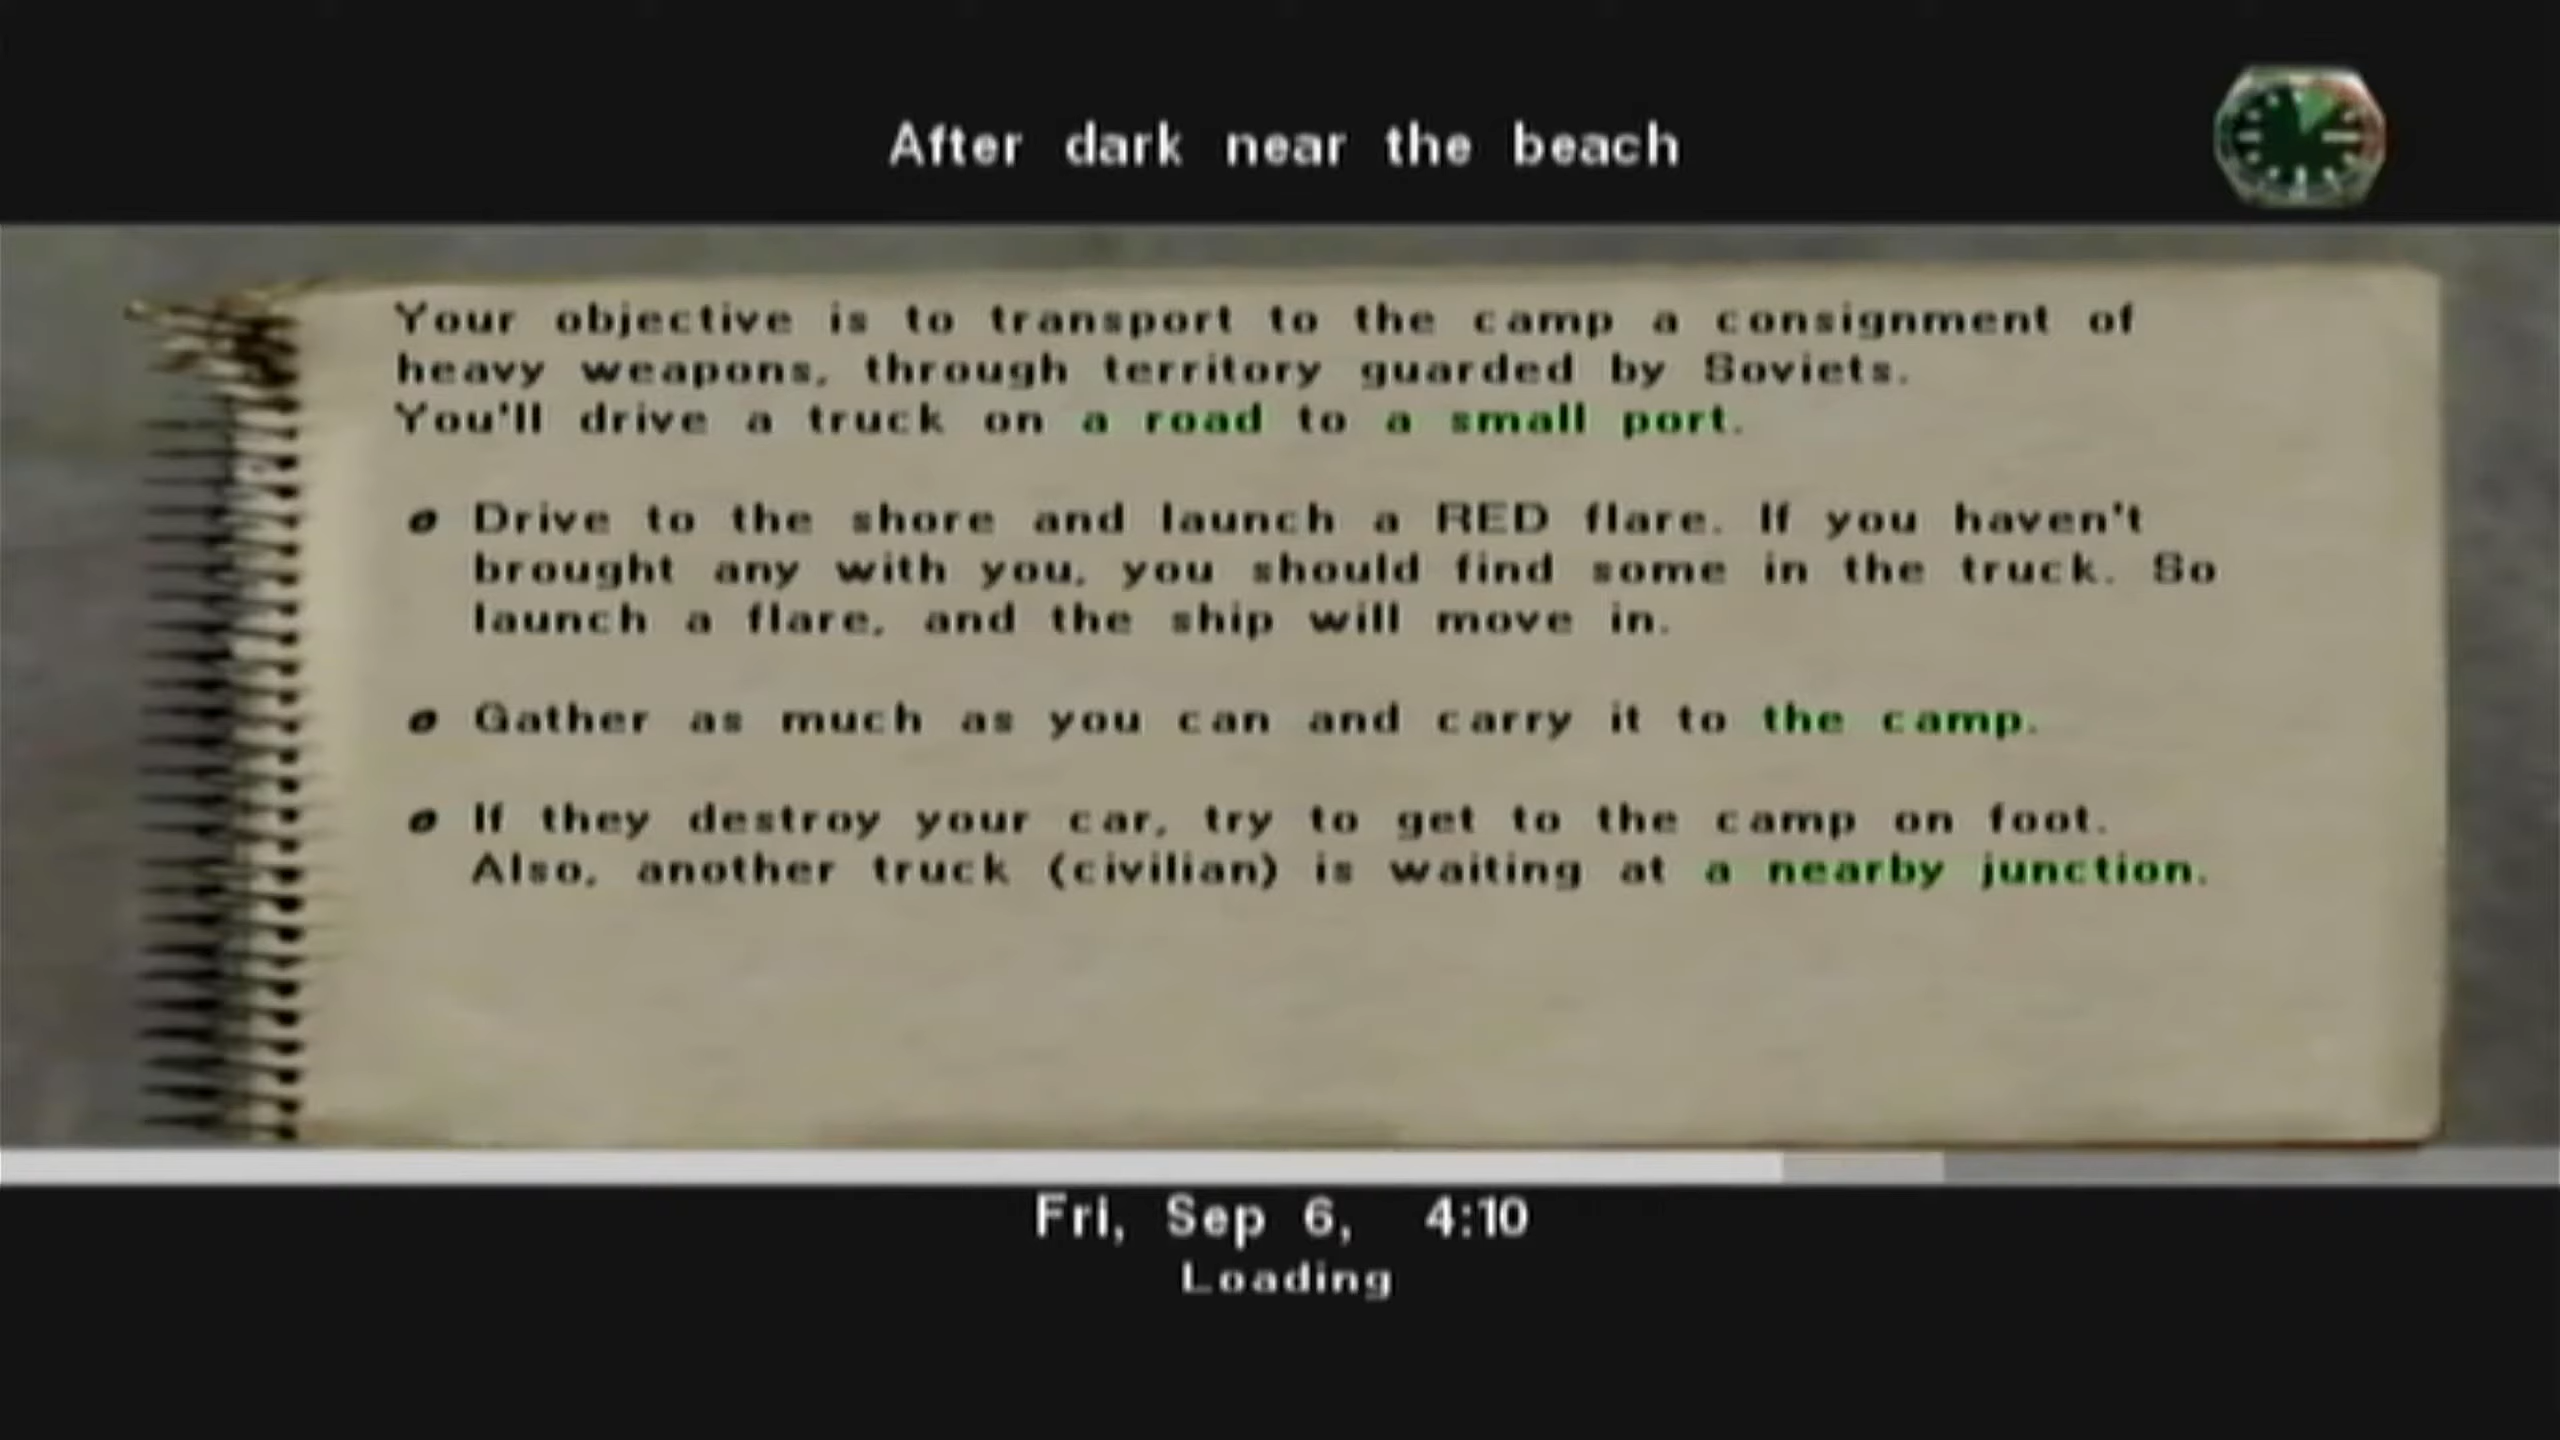 After dark near the beach
Your objective is to transport to the camp a consignment of
heavy weapons, through territory guarded by Soviets.
You'll drive a truck on a road to a small port.
Drive to the shore and launch a RED flare. If you haven't
brought any with you, you should find some in the truck. So
launch a flare, and the ship will move in.
Gather as much as you can and carry it to the camp.
If they destroy your car, try to get to the camp on foot.
Also, another truck (civilian) is waiting at a nearby junction.
Fri, Sep 6, 4:10
Loading